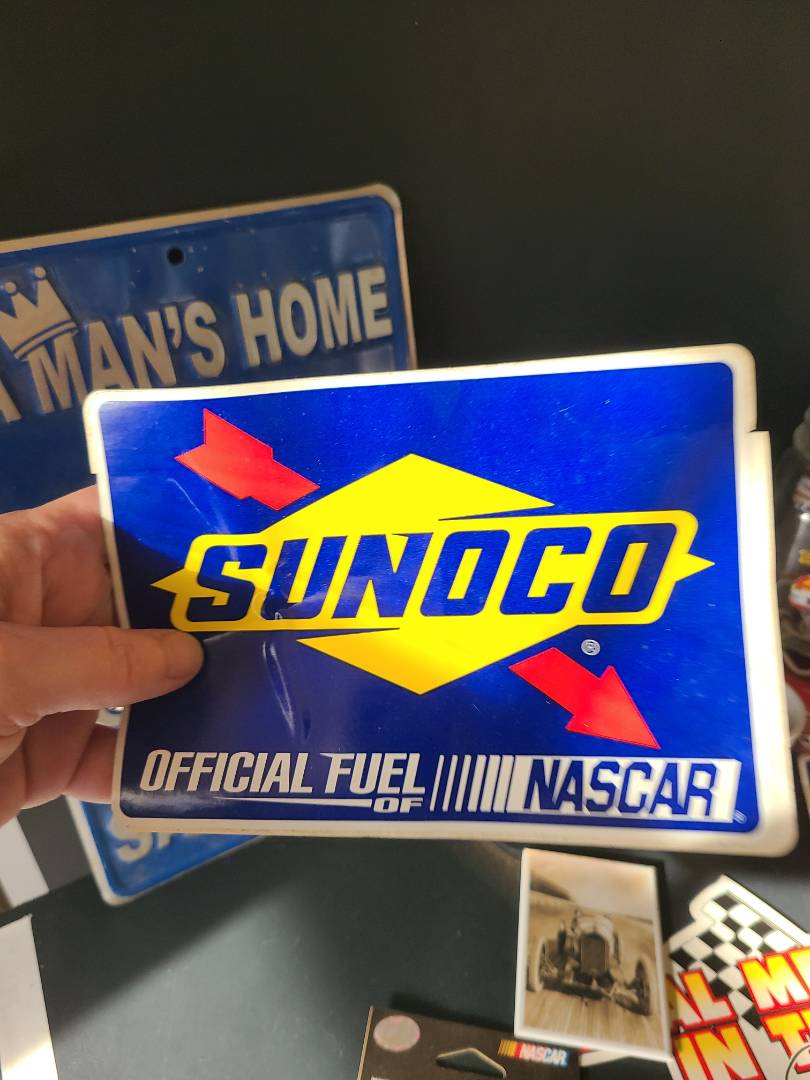 A MAN'S HOME
SUNOCO
®
OFFICIAL FUEL
OF
NASCAR
NASCAR